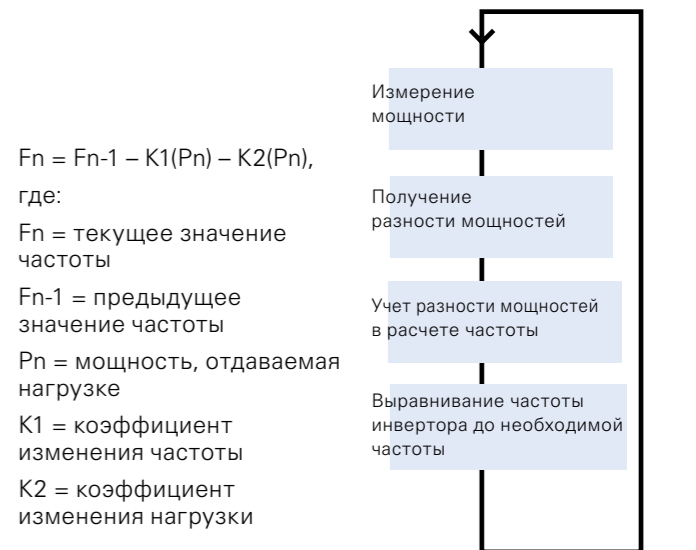 Fn = Fn-1 – K1(Pn) – K2(Pn),
где:
Fn = текущее значение
частоты
Fn-1 = предыдущее
значение частоты
Pn = мощность, отдаваемая
нагрузке
K1 = коэффициент
изменения частоты
K2 = коэффициент
изменения нагрузки
Измерение
мощности
Получение
разности мощностей
Учет разности мощностей
в расчете частоты
Выравнивание частоты
инвертора до необходимой
частоты